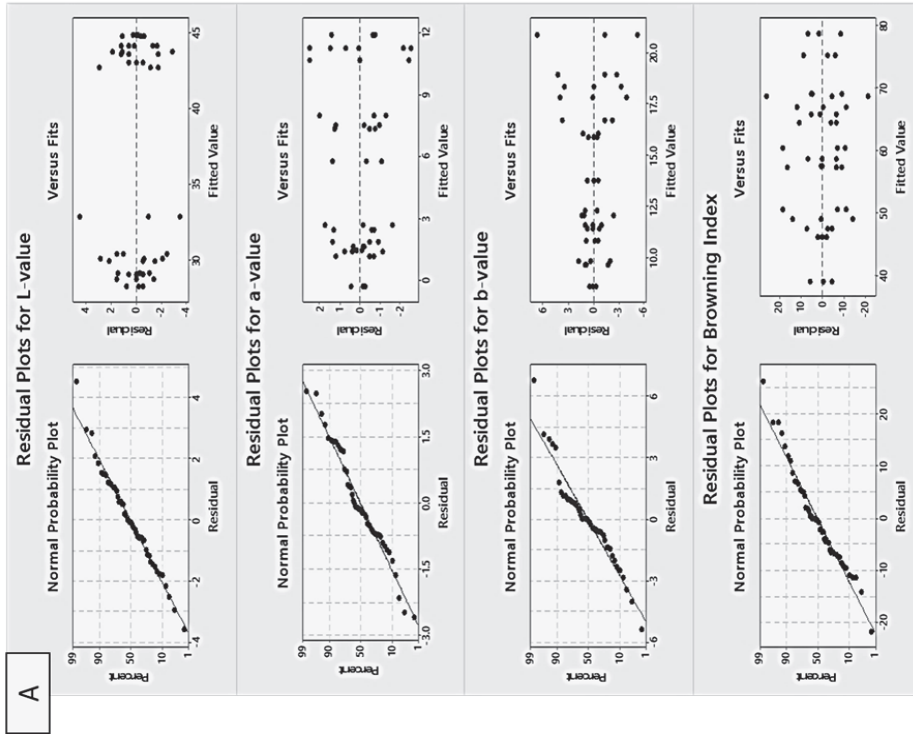 A
Residual Plots for L-value
Normal Probability Plot
Percent
99
90
50
10
1
-4
-2
0
2
4
Residual
Versus Fits
Residual
4
2
0
-2
-4
30
35
40
45
Fitted Value
Residual Plots for a-value
Normal Probability Plot
Percent
99
90
50
10
1
-3.0
-1.5
0.0
1.5
3.0
Residual
Versus Fits
Residual
2
1
0
-1
-2
0
3
6
9
12
Fitted Value
Residual Plots for b-value
Normal Probability Plot
Percent
99
90
50
10
1
-6
-3
0
3
6
Residual
Versus Fits
Residual
6
3
0
-3
-6
10.0
12.5
15.0
17.5
20.0
Fitted Value
Residual Plots for Browning Index
Normal Probability Plot
Percent
99
90
50
10
1
-20
-10
0
10
20
Residual
Versus Fits
Residual
20
10
0
-10
-20
40
50
60
70
80
Fitted Value